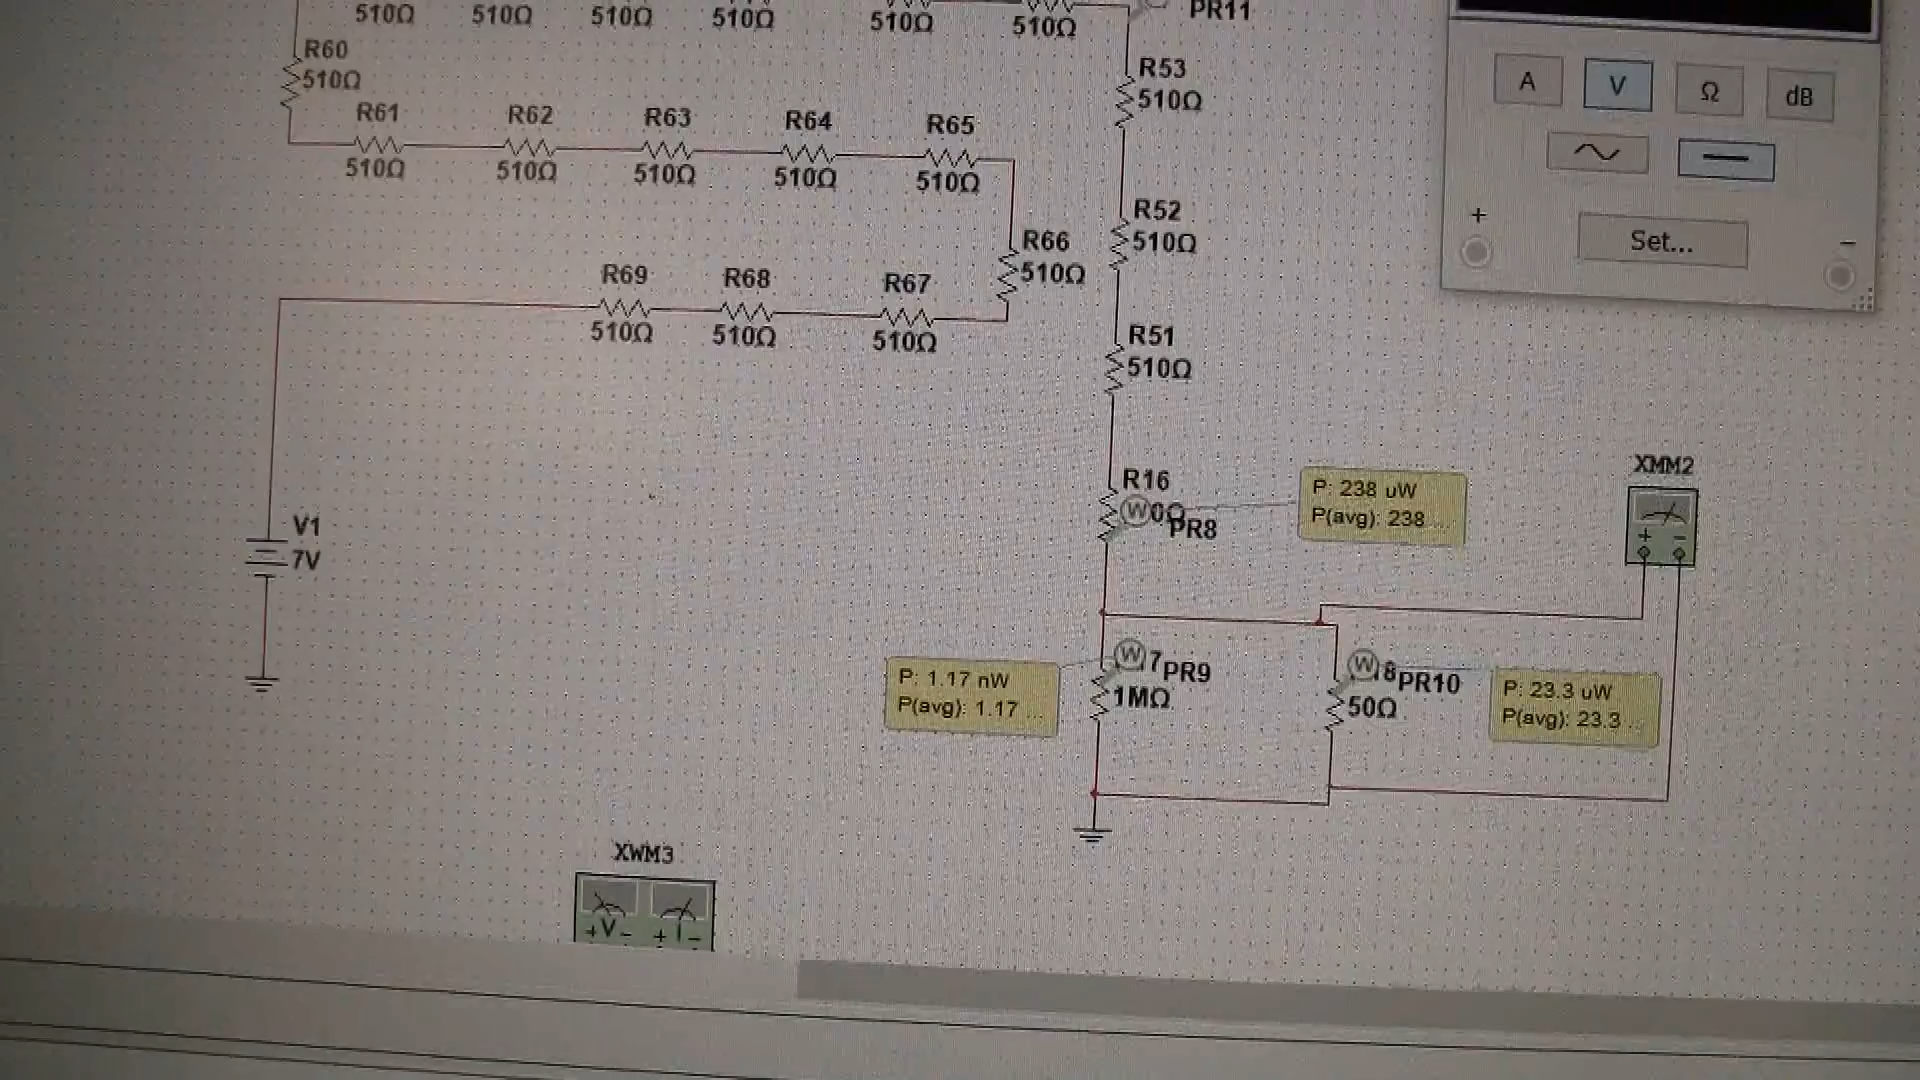 510Ω 510Ω 510Ω 510Ω 510Ω 510Ω
PR11
R60
510Ω
R53
510Ω
A V Ω dB
R61 R62 R63 R64 R65
510Ω 510Ω 510Ω 510Ω 510Ω
+ Set... −
R52
510Ω
R66
510Ω
R69 R68 R67
510Ω 510Ω 510Ω
R51
510Ω
XMM2
+ −
R16
PR8
P: 238 uW
P(avg): 238 ...
V1
7V
P: 1.17 nW
P(avg): 1.17 ...
W 7 PR9
1MΩ
W 8 PR10
50Ω
P: 23.3 uW
P(avg): 23.3 ...
XWM3
+V− +I−